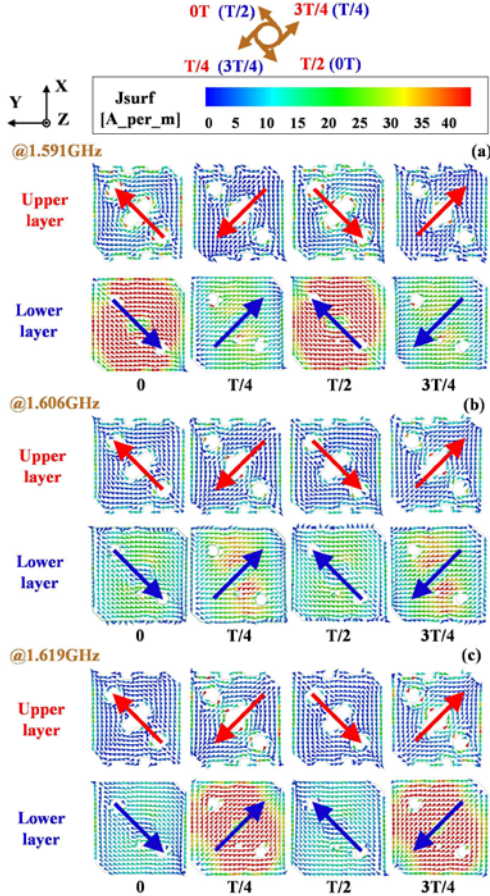 0T (T/2) 3T/4 (T/4)
T/4 (3T/4) T/2 (0T)
X
Y
Z
Jsurf
[A_per_m]
0 5 10 15 20 25 30 40
@1.591GHz (a)
Upper
layer
Lower
layer
0 T/4 T/2 3T/4
@1.606GHz (b)
Upper
layer
Lower
layer
0 T/4 T/2 3T/4
@1.619GHz (c)
Upper
layer
Lower
layer
0 T/4 T/2 3T/4